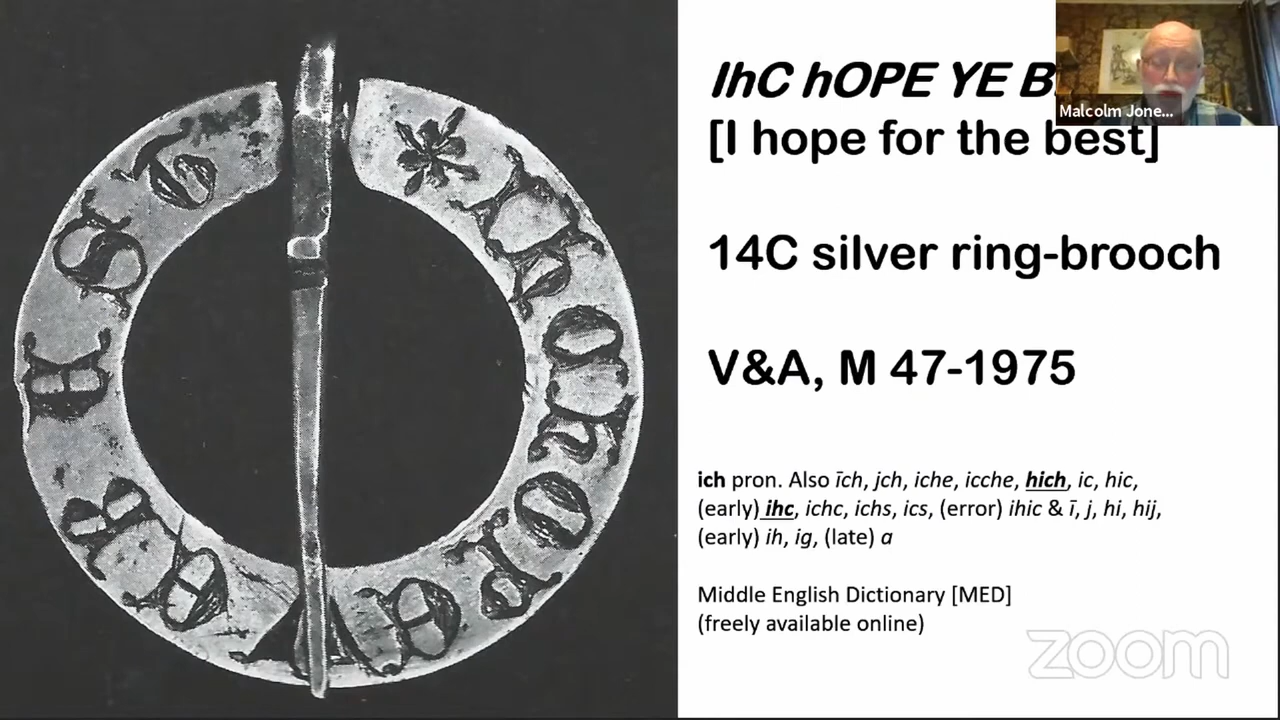 IhC hOPE YE B
[I hope for the best]
14C silver ring-brooch
V&A, M 47-1975
ich pron. Also īch, jch, iche, icche, hich, ic, hic,
(early) ihc, ichc, ichs, ics, (error) ihic & ī, j, hi, hij,
(early) ih, ig, (late) a
Middle English Dictionary [MED]
(freely available online)
Malcolm Jone...
zoom